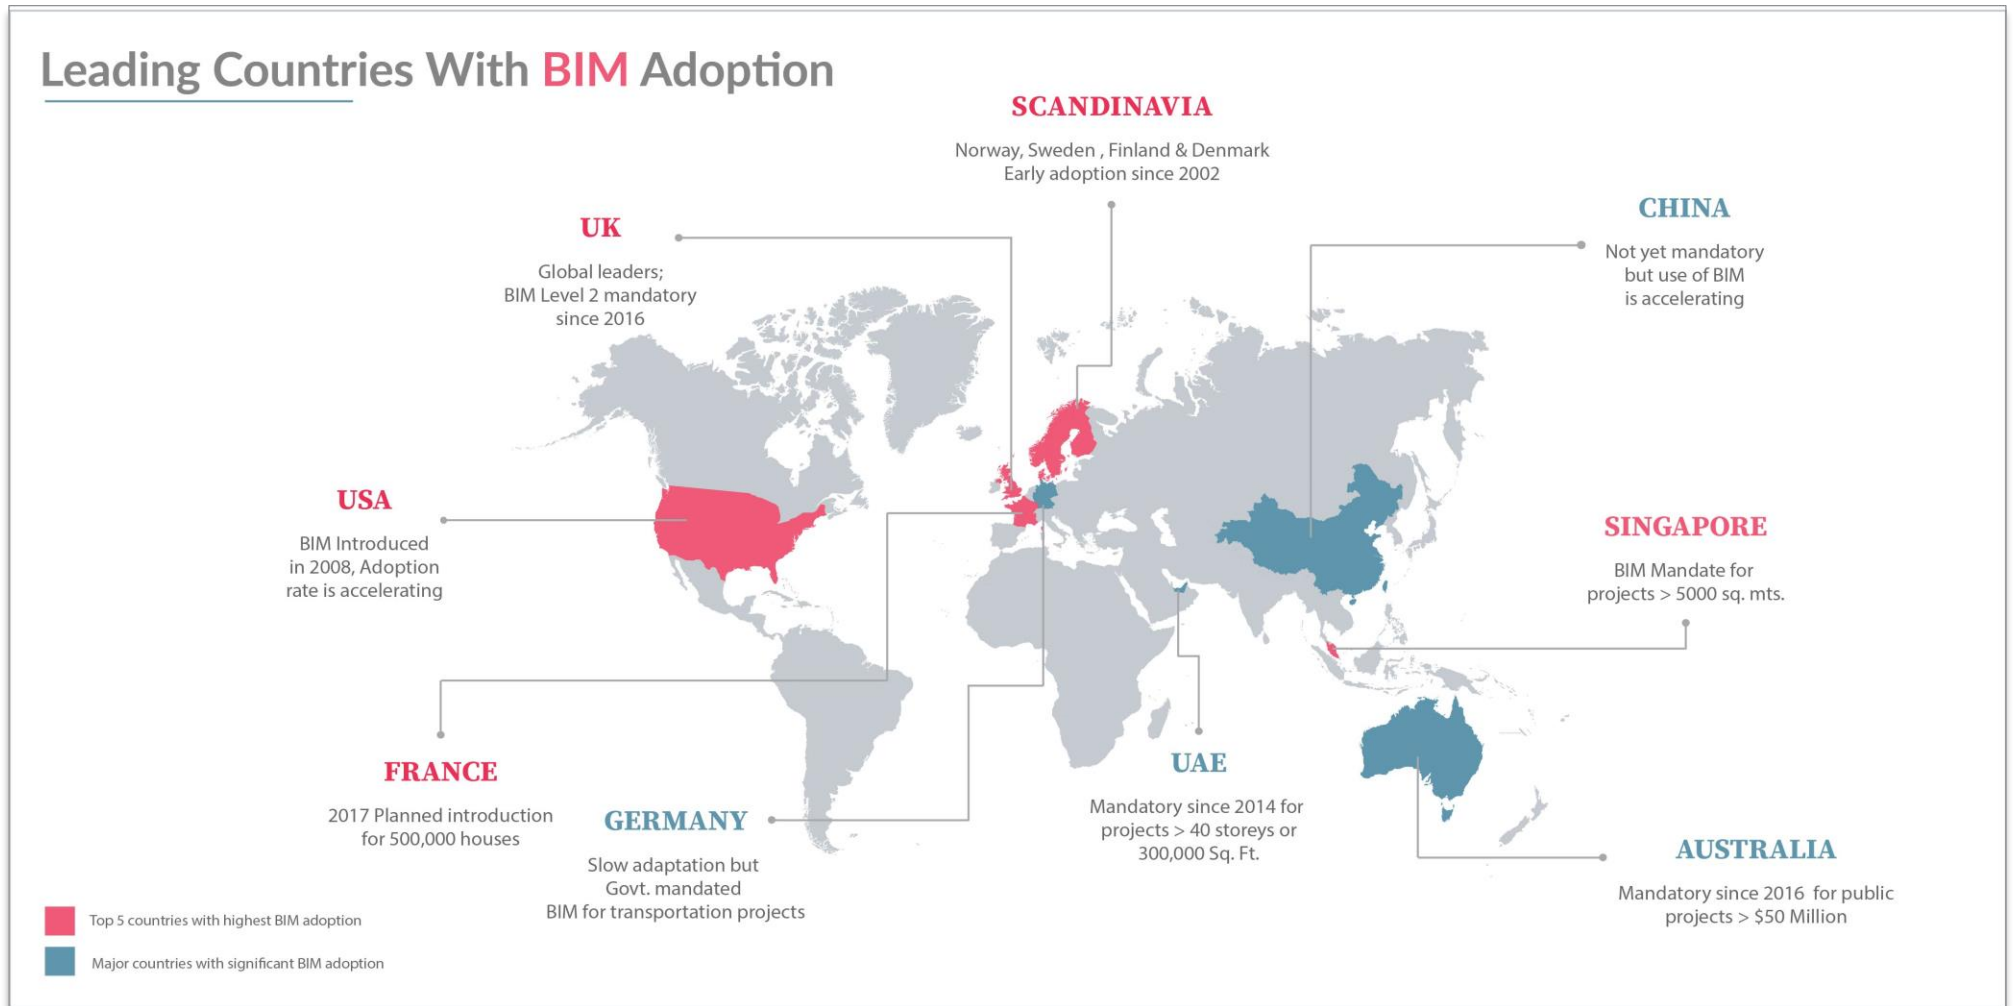 Leading Countries With BIM Adoption
SCANDINAVIA
Norway, Sweden , Finland & Denmark
Early adoption since 2002
UK
Global leaders;
BIM Level 2 mandatory
since 2016
CHINA
Not yet mandatory
but use of BIM
is accelerating
USA
BIM Introduced
in 2008, Adoption
rate is accelerating
SINGAPORE
BIM Mandate for
projects > 5000 sq. mts.
FRANCE
2017 Planned introduction
for 500,000 houses
GERMANY
Slow adaptation but
Govt. mandated
BIM for transportation projects
UAE
Mandatory since 2014 for
projects > 40 storeys or
300,000 Sq. Ft.
AUSTRALIA
Mandatory since 2016 for public
projects > $50 Million
Top 5 countries with highest BIM adoption
Major countries with significant BIM adoption